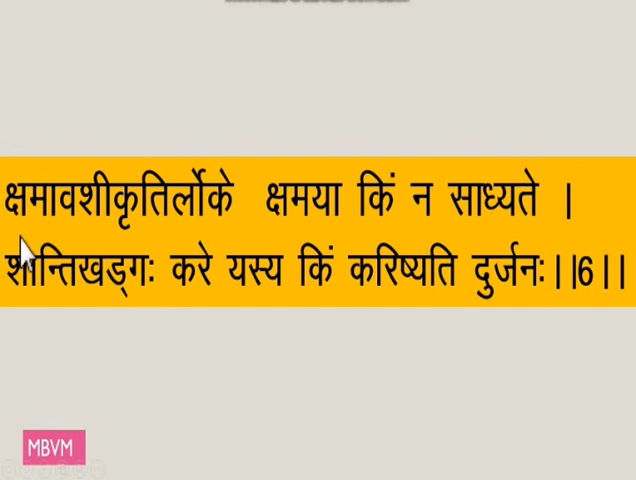 क्षमावशीकृतिर्लोके क्षमया किं न साध्यते ।
शान्तिखड्गः करे यस्य किं करिष्यति दुर्जनः।।6।।
MBVM